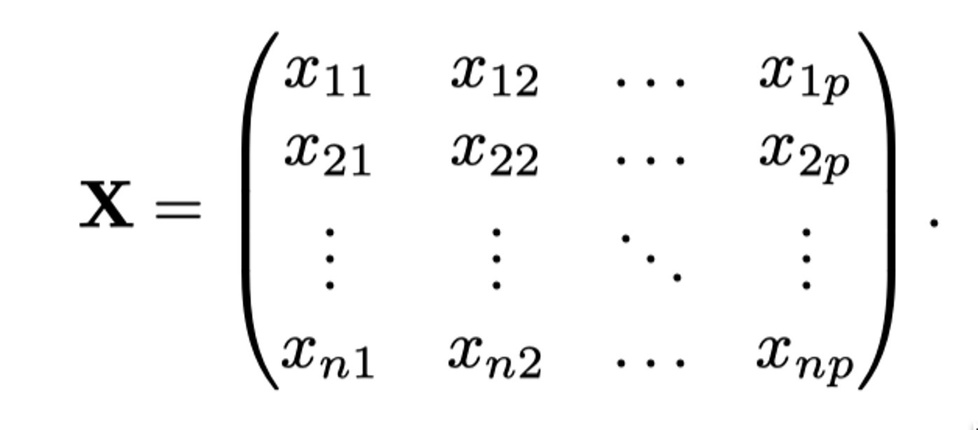 x₁₁ x₁₂ … x₁ₚ
x₂₁ x₂₂ … x₂ₚ
X = ⋮ ⋮ ⋱ ⋮ .
xₙ₁ xₙ₂ … xₙₚ